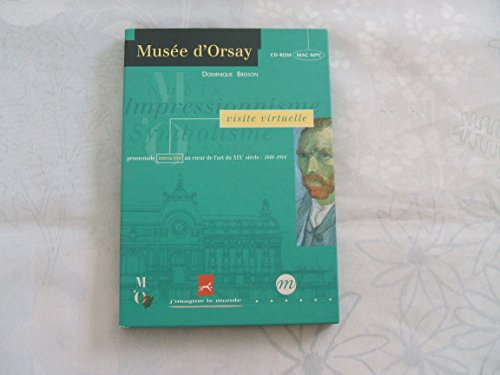 Musée d'Orsay
CD-ROM MAC MPC
DOMINIQUE BRISSON
M
Impressionnisme
Symbolisme
O
visite virtuelle
promenade interactive au cœur de l'art du XIXe siècle : 1848-1914
M
O
j'imagine le monde
m